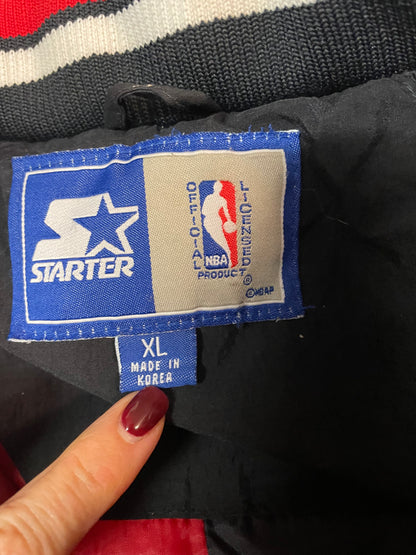 STARTER
OFFICIAL
LICENSED
NBA
PRODUCT
®
©NBAP
XL
MADE IN
KOREA